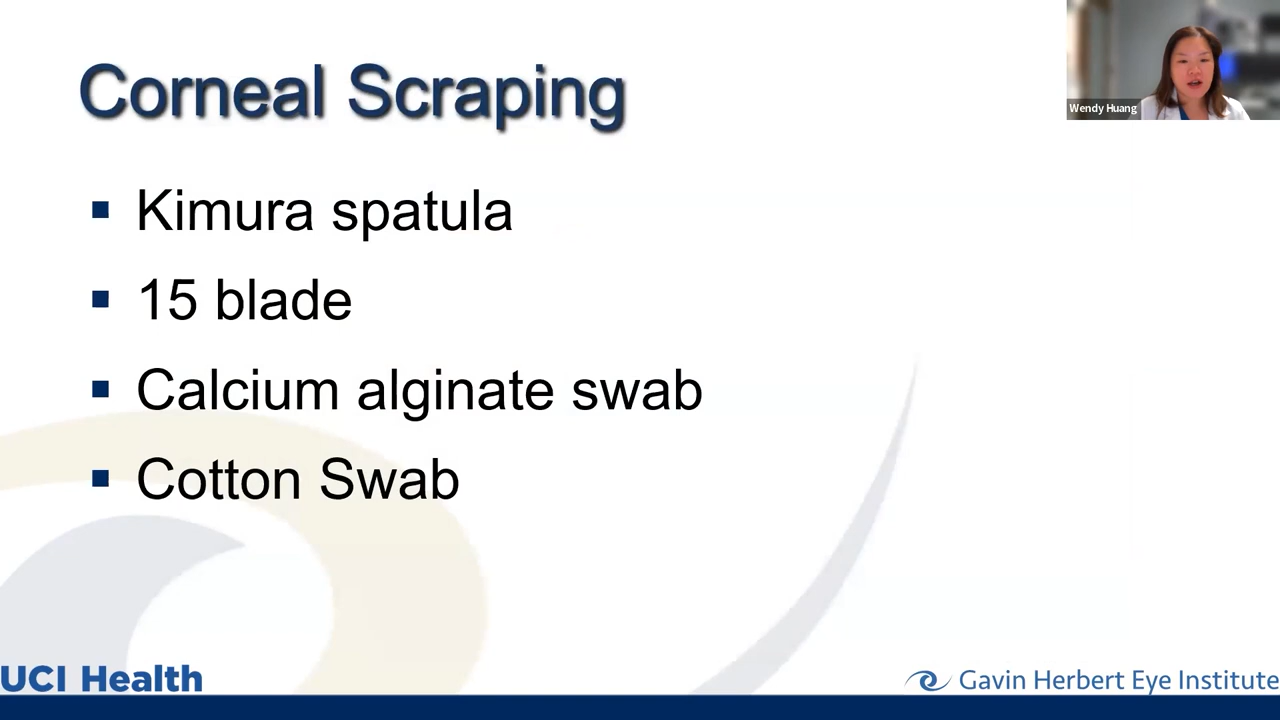 Corneal Scraping
Wendy Huang
▪ Kimura spatula
▪ 15 blade
▪ Calcium alginate swab
▪ Cotton Swab
UCI Health
Gavin Herbert Eye Institute